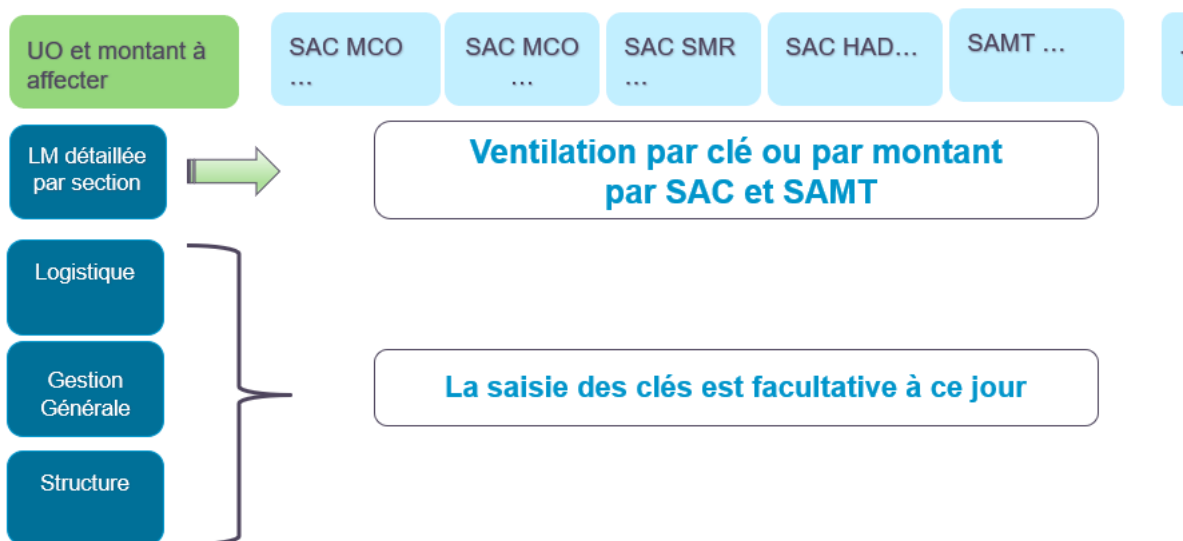 UO et montant à
affecter
SAC MCO
...
SAC MCO
...
SAC SMR
...
SAC HAD...
SAMT ...
LM détaillée
par section
Ventilation par clé ou par montant
par SAC et SAMT
Logistique
Gestion
Générale
La saisie des clés est facultative à ce jour
Structure